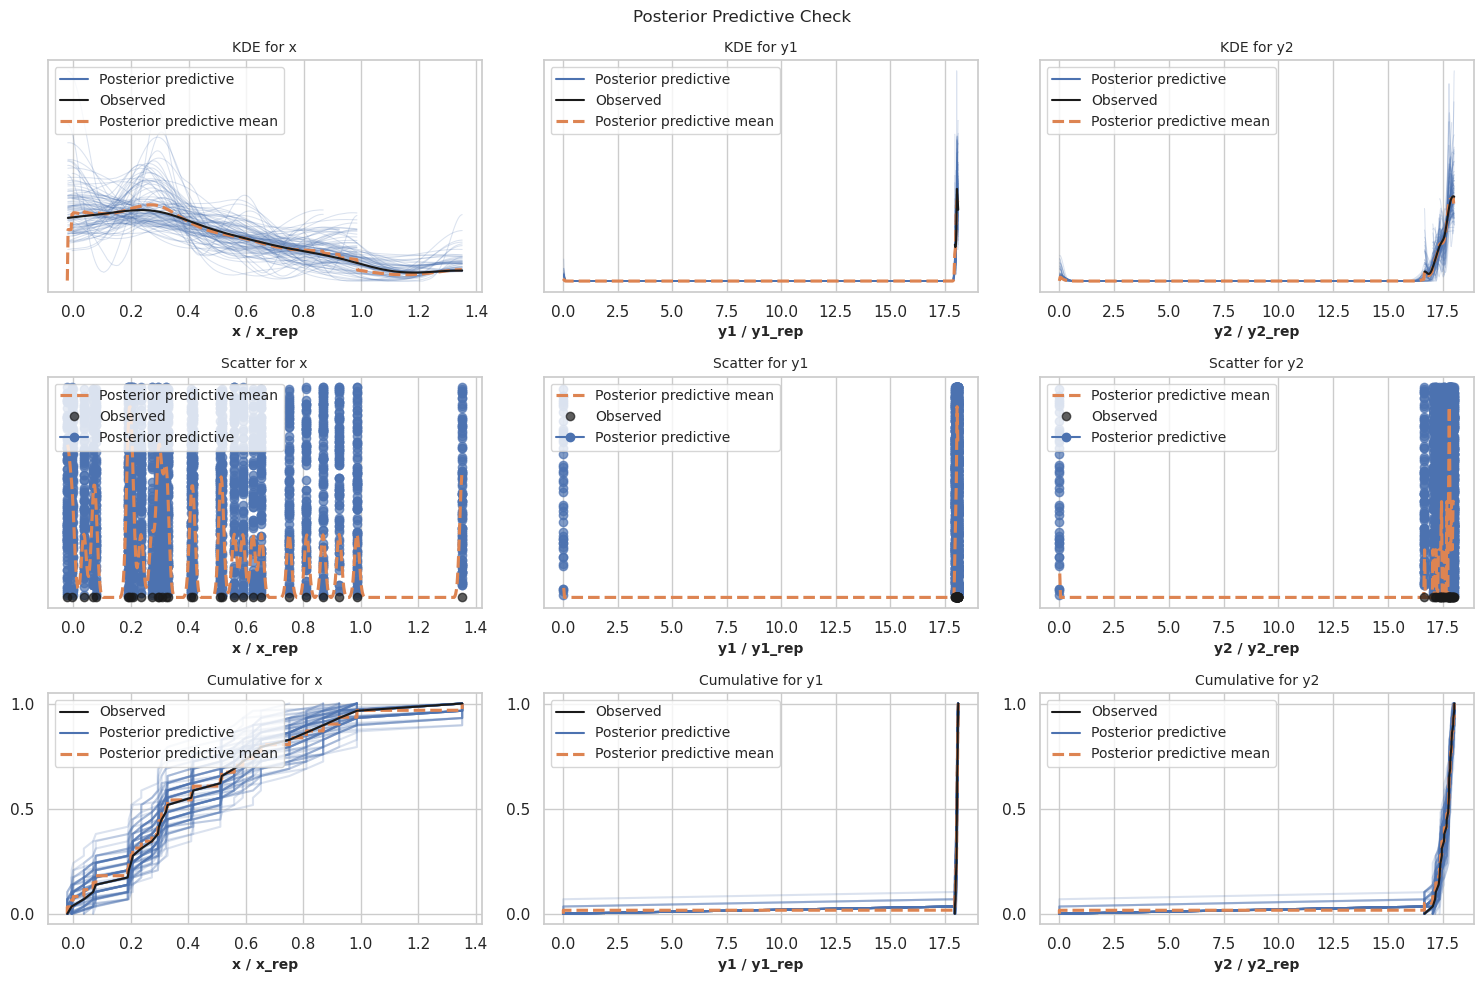 Posterior Predictive Check
KDE for x
Posterior predictive
Observed
Posterior predictive mean
0.0 0.2 0.4 0.6 0.8 1.0 1.2 1.4
x / x_rep
KDE for y1
Posterior predictive
Observed
Posterior predictive mean
0.0 2.5 5.0 7.5 10.0 12.5 15.0 17.5
y1 / y1_rep
KDE for y2
Posterior predictive
Observed
Posterior predictive mean
0.0 2.5 5.0 7.5 10.0 12.5 15.0 17.5
y2 / y2_rep
Scatter for x
Posterior predictive mean
Observed
Posterior predictive
0.0 0.2 0.4 0.6 0.8 1.0 1.2 1.4
x / x_rep
Scatter for y1
Posterior predictive mean
Observed
Posterior predictive
0.0 2.5 5.0 7.5 10.0 12.5 15.0 17.5
y1 / y1_rep
Scatter for y2
Posterior predictive mean
Observed
Posterior predictive
0.0 2.5 5.0 7.5 10.0 12.5 15.0 17.5
y2 / y2_rep
Cumulative for x
1.0
0.5
0.0
Observed
Posterior predictive
Posterior predictive mean
0.0 0.2 0.4 0.6 0.8 1.0 1.2 1.4
x / x_rep
Cumulative for y1
1.0
0.5
0.0
Observed
Posterior predictive
Posterior predictive mean
0.0 2.5 5.0 7.5 10.0 12.5 15.0 17.5
y1 / y1_rep
Cumulative for y2
1.0
0.5
0.0
Observed
Posterior predictive
Posterior predictive mean
0.0 2.5 5.0 7.5 10.0 12.5 15.0 17.5
y2 / y2_rep